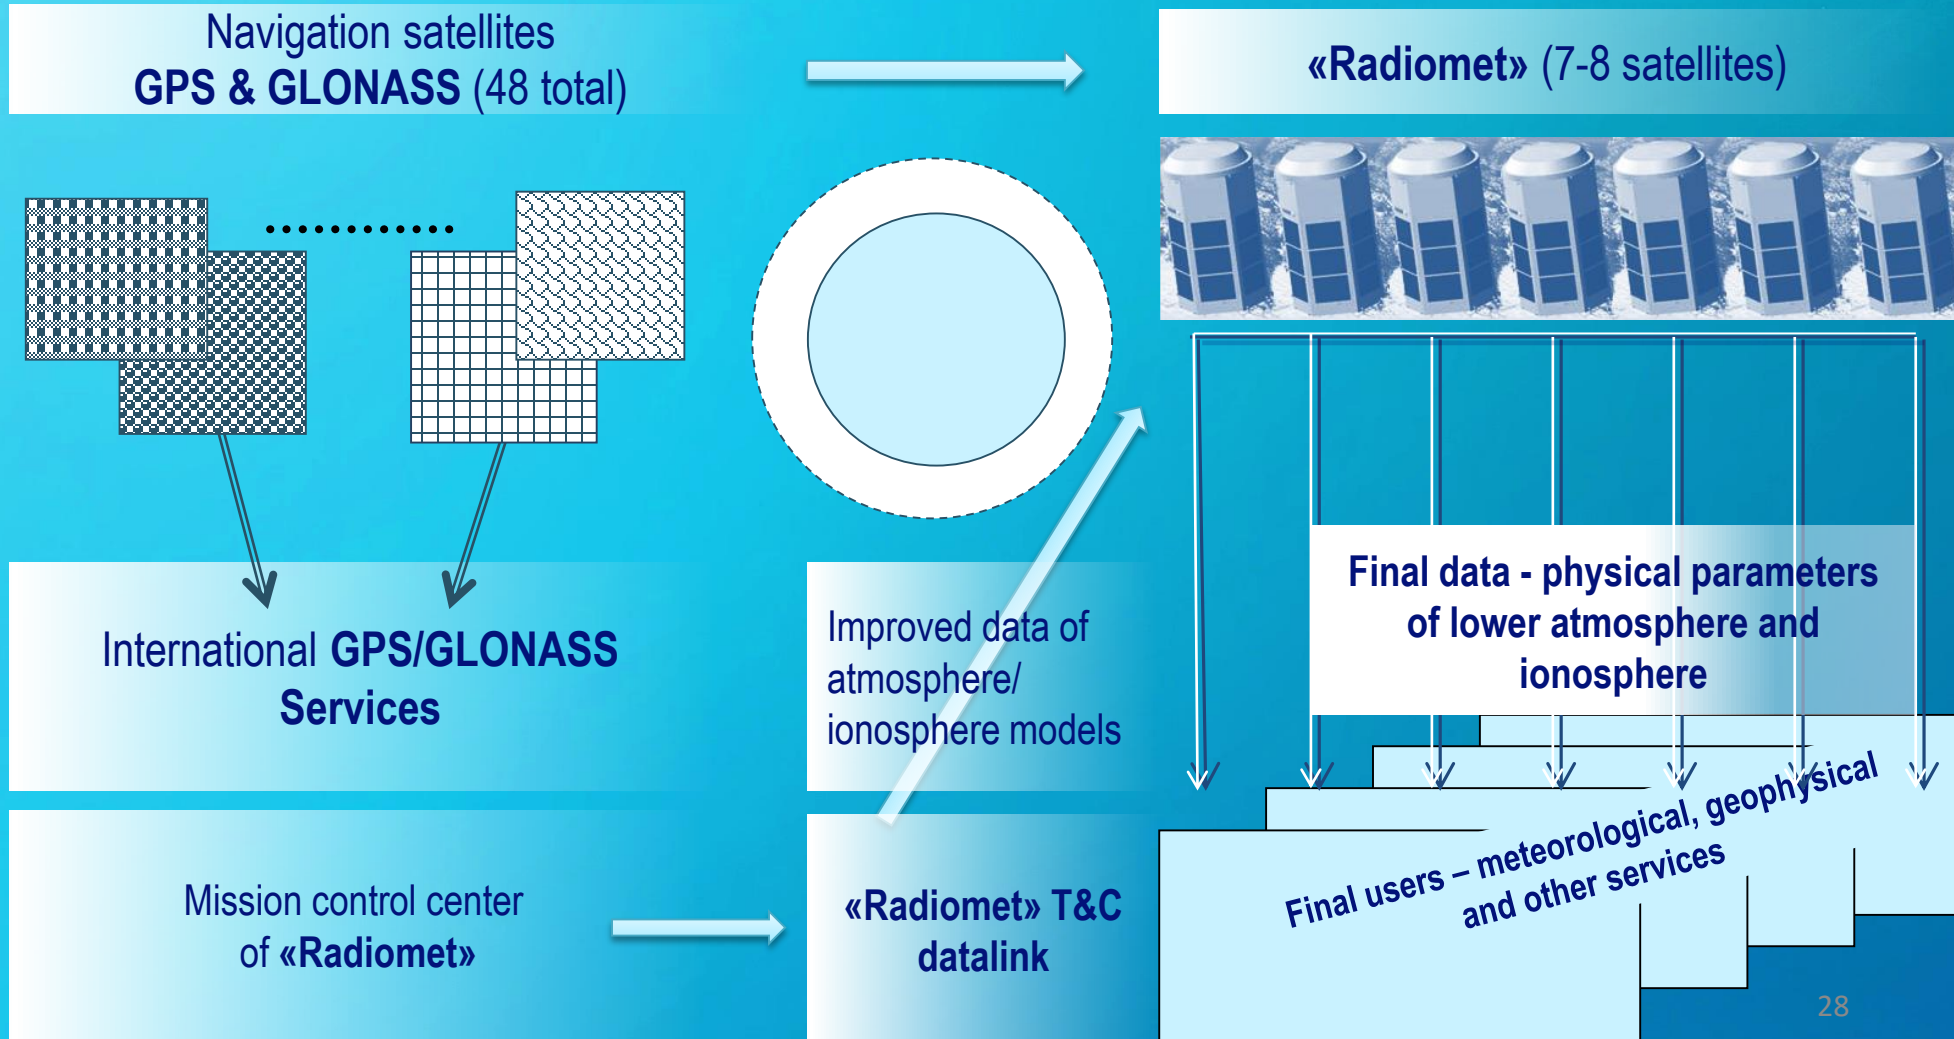 Navigation satellites
GPS & GLONASS (48 total)
«Radiomet» (7-8 satellites)
International GPS/GLONASS
Services
Improved data of
atmosphere/
ionosphere models
Final data - physical parameters
of lower atmosphere and
ionosphere
Mission control center
of «Radiomet»
«Radiomet» T&C
datalink
Final users – meteorological, geophysical
and other services
28